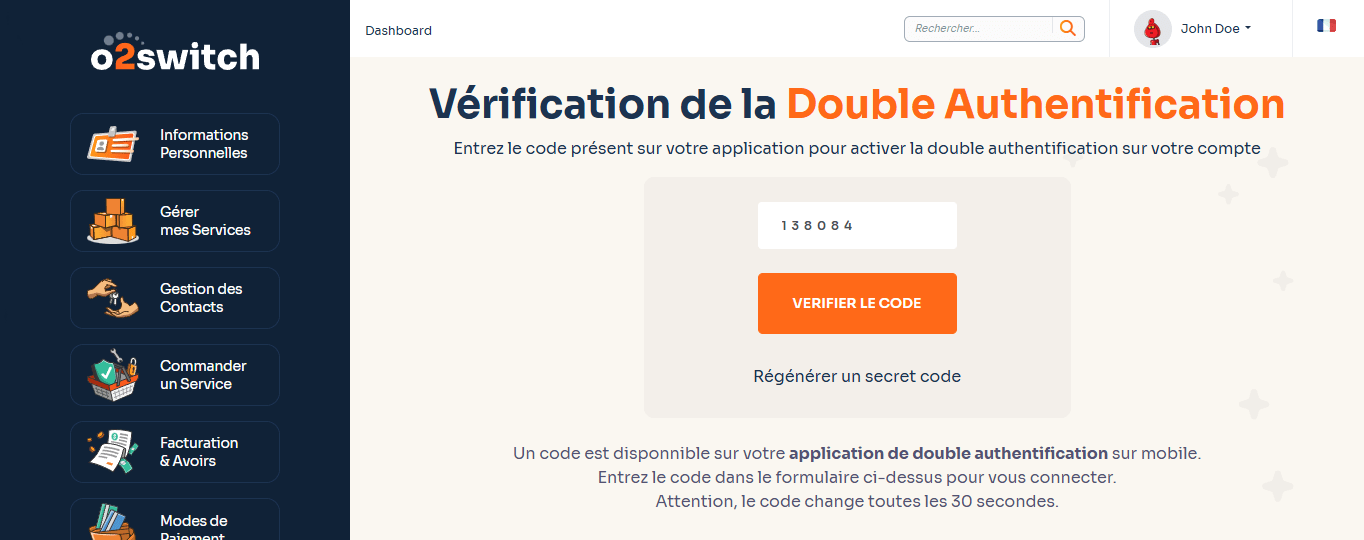 o2switch
Dashboard
Rechercher...
John Doe
Informations
Personnelles
Gérer
mes Services
Gestion des
Contacts
Commander
un Service
Facturation
& Avoirs
Modes de
Paiement
Vérification de la Double Authentification
Entrez le code présent sur votre application pour activer la double authentification sur votre compte
138084
VERIFIER LE CODE
Régénérer un secret code
Un code est disponnible sur votre application de double authentification sur mobile.
Entrez le code dans le formulaire ci-dessus pour vous connecter.
Attention, le code change toutes les 30 secondes.